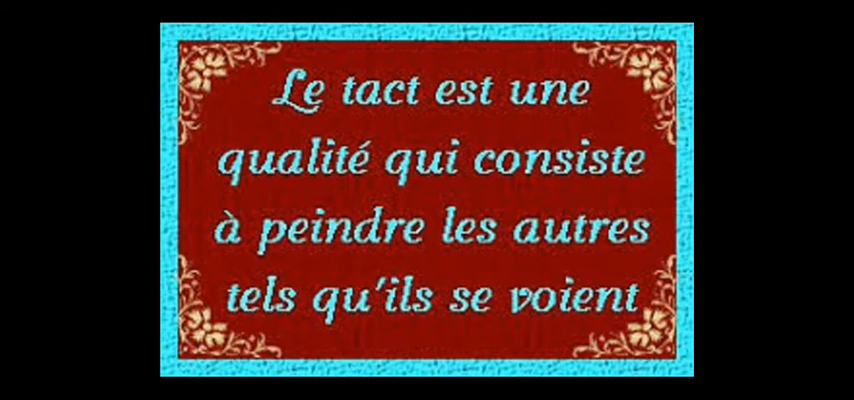 Le tact est une
qualité qui consiste
à peindre les autres
tels qu'ils se voient